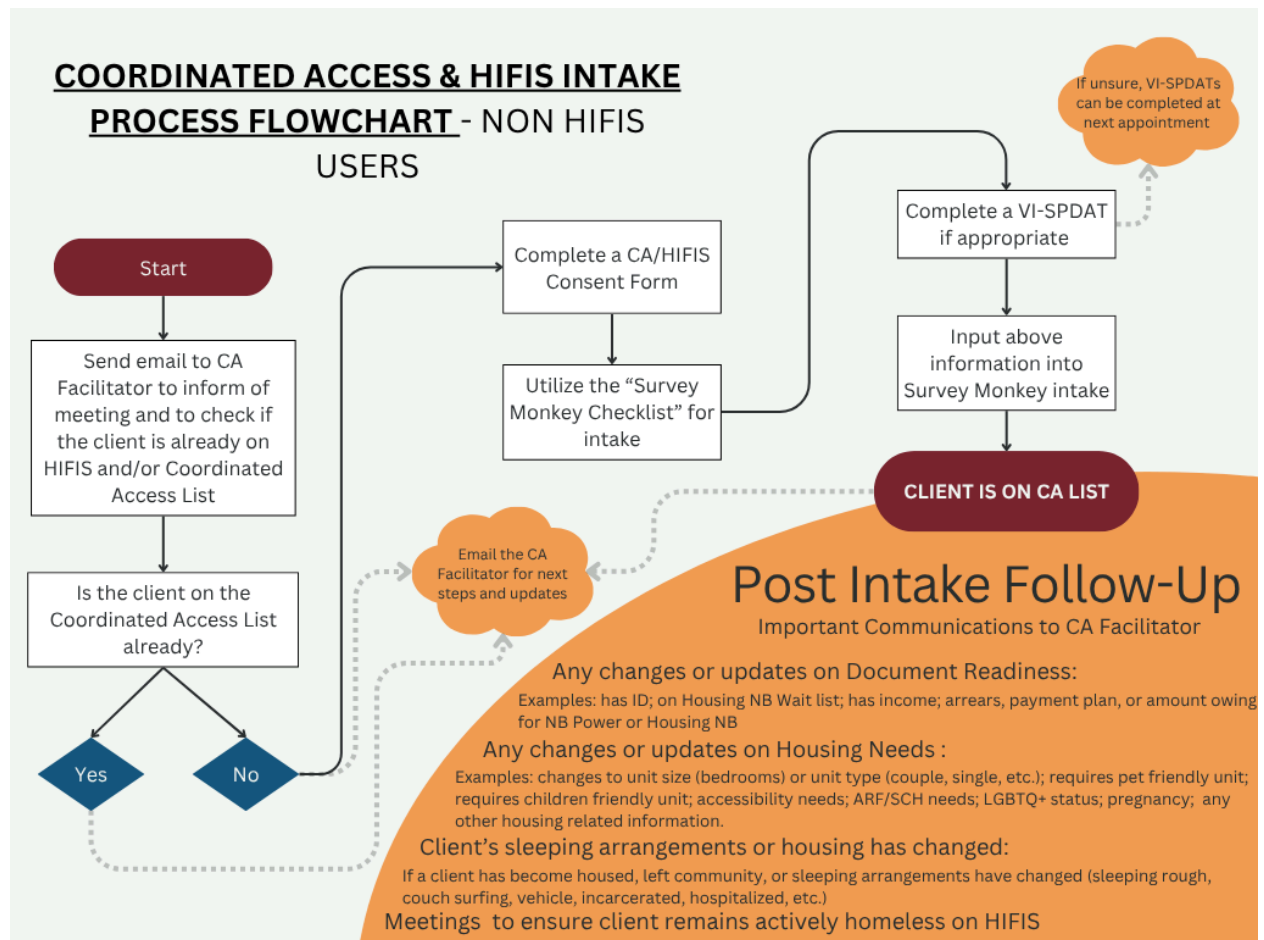 COORDINATED ACCESS & HIFIS INTAKE
PROCESS FLOWCHART - NON HIFIS
USERS
Start
Send email to CA
Facilitator to inform of
meeting and to check if
the client is already on
HIFIS and/or Coordinated
Access List
Is the client on the
Coordinated Access List
already?
Yes
No
Complete a CA/HIFIS
Consent Form
Utilize the “Survey
Monkey Checklist” for
intake
Complete a VI-SPDAT
if appropriate
If unsure, VI-SPDATs
can be completed at
next appointment
Input above
information into
Survey Monkey intake
CLIENT IS ON CA LIST
Email the CA
Facilitator for next
steps and updates
Post Intake Follow-Up
Important Communications to CA Facilitator
Any changes or updates on Document Readiness:
Examples: has ID; on Housing NB Wait list; has income; arrears, payment plan, or amount owing
for NB Power or Housing NB
Any changes or updates on Housing Needs :
Examples: changes to unit size (bedrooms) or unit type (couple, single, etc.); requires pet friendly unit;
requires children friendly unit; accessibility needs; ARF/SCH needs; LGBTQ+ status; pregnancy; any
other housing related information.
Client’s sleeping arrangements or housing has changed:
If a client has become housed, left community, or sleeping arrangements have changed (sleeping rough,
couch surfing, vehicle, incarcerated, hospitalized, etc.)
Meetings to ensure client remains actively homeless on HIFIS